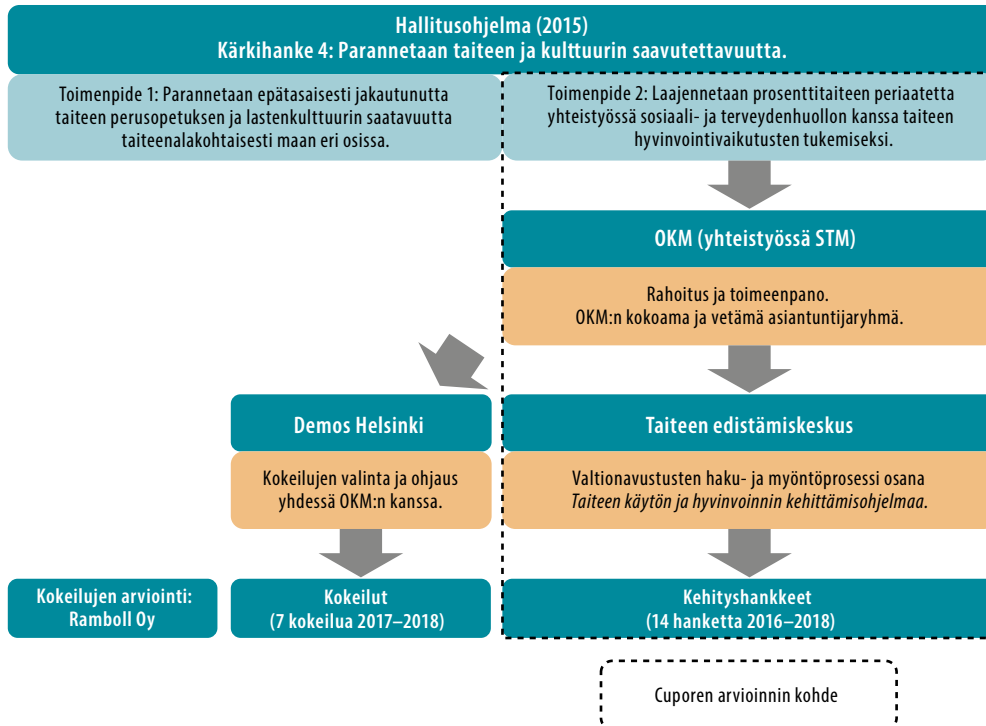 Hallitusohjelma (2015)
Kärkihanke 4: Parannetaan taiteen ja kulttuurin saavutettavuutta.
Toimenpide 1: Parannetaan epätasaisesti jakautunutta
taiteen perusopetuksen ja lastenkulttuurin saatavuutta
taiteenalakohtaisesti maan eri osissa.
Toimenpide 2: Laajennetaan prosenttitaiteen periaatetta
yhteistyössä sosiaali- ja terveydenhuollon kanssa taiteen
hyvinvointivaikutusten tukemiseksi.
OKM (yhteistyössä STM)
Rahoitus ja toimeenpano.
OKM:n kokoama ja vetämä asiantuntijaryhmä.
Demos Helsinki
Kokeilujen valinta ja ohjaus
yhdessä OKM:n kanssa.
Taiteen edistämiskeskus
Valtionavustusten haku- ja myöntöprosessi osana
Taiteen käytön ja hyvinvoinnin kehittämisohjelmaa.
Kokeilujen arviointi:
Ramboll Oy
Kokeilut
(7 kokeilua 2017–2018)
Kehityshankkeet
(14 hanketta 2016–2018)
Cuporen arvioinnin kohde